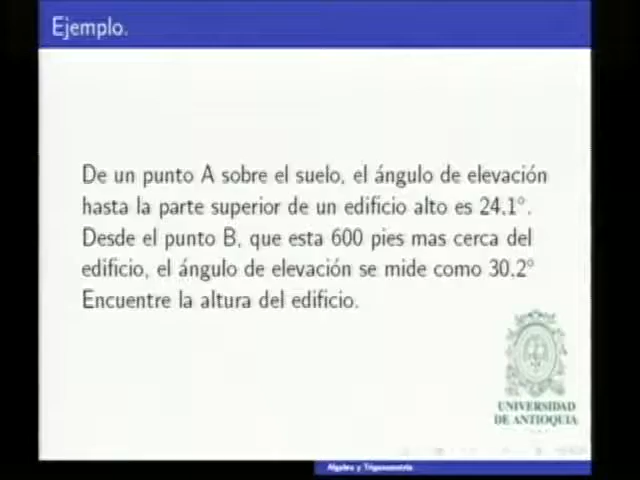 Ejemplo.
De un punto A sobre el suelo, el ángulo de elevación
hasta la parte superior de un edificio alto es 24.1°.
Desde el punto B, que esta 600 pies mas cerca del
edificio, el ángulo de elevación se mide como 30.2°
Encuentre la altura del edificio.
UNIVERSIDAD
DE ANTIOQUIA
Algebra y Trigonometría